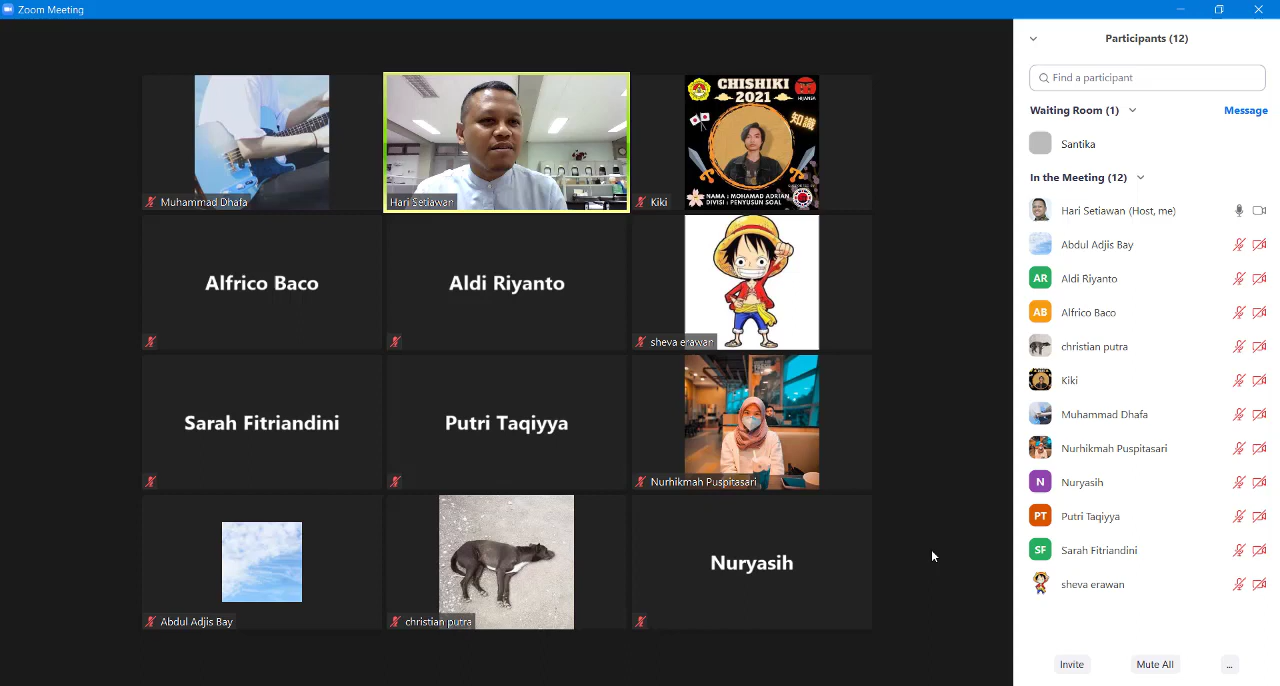 Zoom Meeting
Muhammad Dhafa
Hari Setiawan
CHISHIKI
2021
HIJANSA
知識
NAMA : MOHAMAD ADRIAN
DIVISI : PENYUSUN SOAL
Kiki
Alfrico Baco
Aldi Riyanto
sheva erawan
Sarah Fitriandini
Putri Taqiyya
Nurhikmah Puspitasari
Abdul Adjis Bay
christian putra
Nuryasih
Participants (12)
Find a participant
Waiting Room (1)
Message
Santika
In the Meeting (12)
Hari Setiawan (Host, me)
Abdul Adjis Bay
AR Aldi Riyanto
AB Alfrico Baco
christian putra
Kiki
Muhammad Dhafa
Nurhikmah Puspitasari
N Nuryasih
PT Putri Taqiyya
SF Sarah Fitriandini
sheva erawan
Invite
Mute All
...